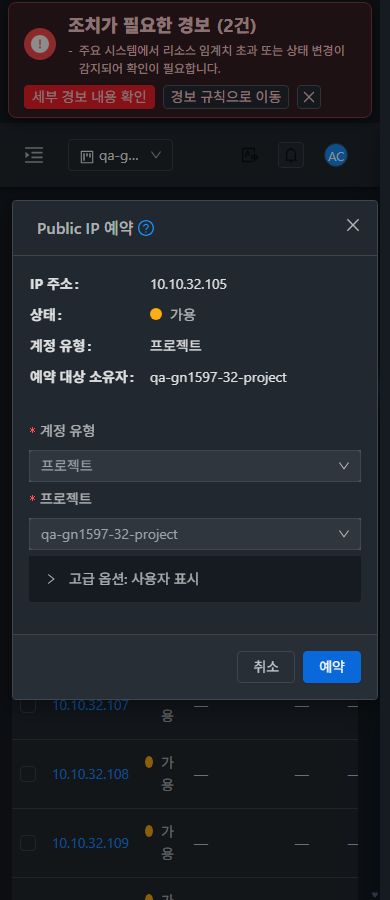 조치가 필요한 경보 (2건)
- 주요 시스템에서 리소스 임계치 초과 또는 상태 변경이
감지되어 확인이 필요합니다.
세부 경보 내용 확인
경보 규칙으로 이동
qa-g...
AC
Public IP 예약
IP 주소:
10.10.32.105
상태:
가용
계정 유형:
프로젝트
예약 대상 소유자:
qa-gn1597-32-project
* 계정 유형
프로젝트
* 프로젝트
qa-gn1597-32-project
고급 옵션: 사용자 표시
취소
예약
10.10.32.107
용
—
—
—
10.10.32.108
가
용
—
—
—
10.10.32.109
가
용
—
—
—